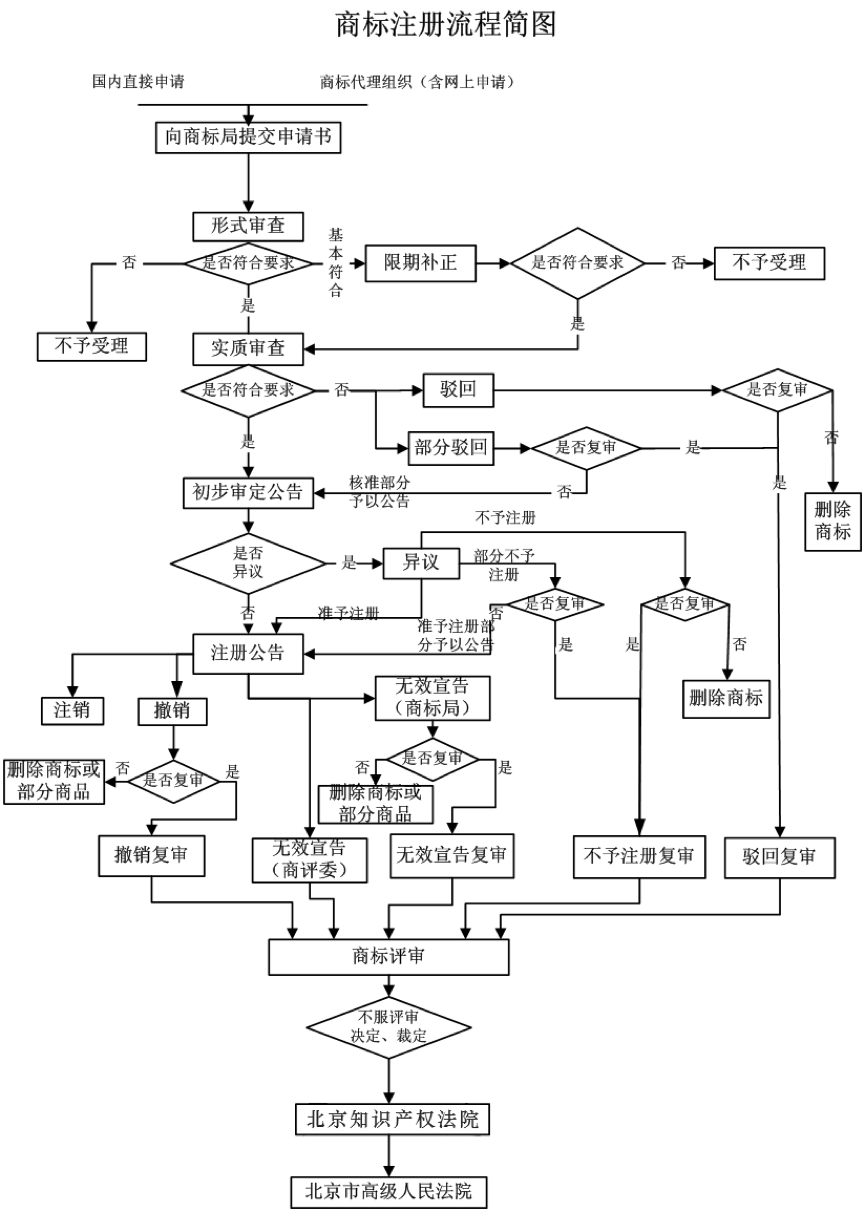 商标注册流程简图
国内直接申请
商标代理组织（含网上申请）
向商标局提交申请书
形式审查
是否符合要求
否
不予受理
基
本
符
合
限期补正
是否符合要求
否
不予受理
是
是
实质审查
是否符合要求
否
驳回
是否复审
否
删除
商标
部分驳回
是否复审
是
是
否
核准部分
予以公告
是
初步审定公告
是否
异议
是
异议
不予注册
部分不予
注册
是否复审
是否复审
否
准予注册
否
准予注册部
分予以公告
是
是
否
删除商标
注册公告
注销
撤销
是否复审
否
删除商标或
部分商品
是
撤销复审
无效宣告
（商标局）
是否复审
否
删除商标或
部分商品
是
无效宣告
（商评委）
无效宣告复审
不予注册复审
驳回复审
商标评审
不服评审
决定、裁定
北京知识产权法院
北京市高级人民法院